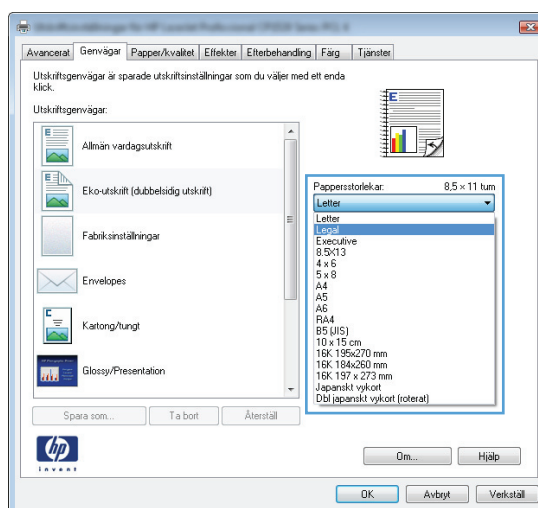 Avancerat Genvägar Papper/kvalitet Effekter Efterbehandling Färg Tjänster
Utskriftsgenvägar är sparade utskriftsinställningar som du väljer med ett enda
klick.
Utskriftsgenvägar:
Allmän vardagsutskrift
Eko-utskrift (dubbelsidig utskrift)
Fabriksinställningar
Envelopes
Kartong/tungt
Glossy/Presentation
Pappersstorlekar: 8,5 × 11 tum
Letter
Letter
Legal
Executive
8.5X13
4 x 6
5 x 8
A4
A5
A6
RA4
B5 (JIS)
10 x 15 cm
16K 195x270 mm
16K 184x260 mm
16K 197 x 273 mm
Japanskt vykort
Dbl japanskt vykort (roterat)
Spara som... Ta bort Återställ
hp
invent
Om... Hjälp
OK Avbryt Verkställ